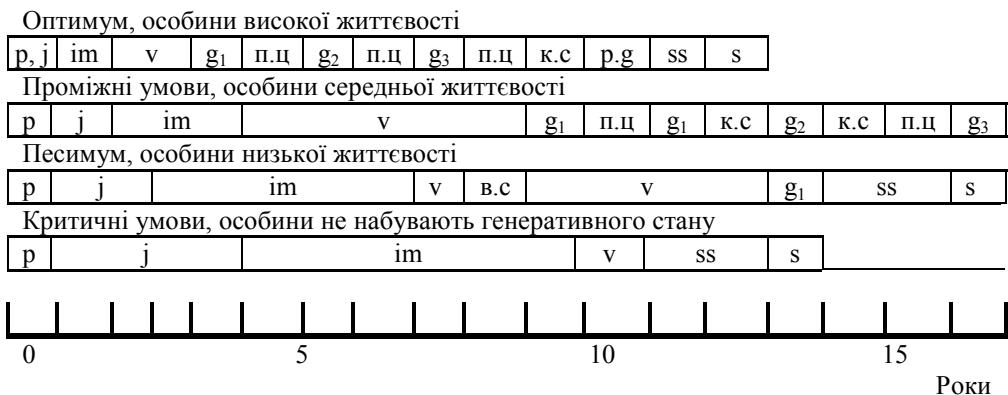 Оптимум, особини високої життєвості
p, j im v g₁ п.ц g₂ п.ц g₃ п.ц к.с p.g ss s
Проміжні умови, особини середньої життєвості
p j im v g₁ п.ц g₁ к.с g₂ к.с п.ц g₃
Песимум, особини низької життєвості
p j im v в.с v g₁ ss s
Критичні умови, особини не набувають генеративного стану
p j im v ss s
0 5 10 15
Роки